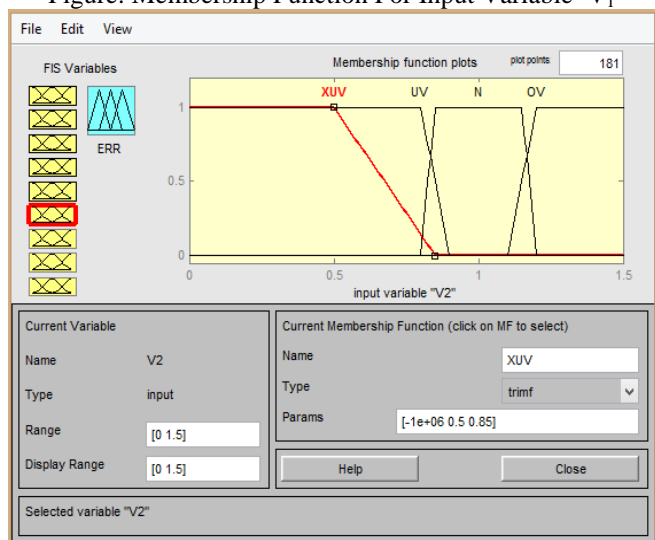 Figure: Membership Function For Input Variable V1
File Edit View
FIS Variables
Membership function plots
plot points:
181
XUV UV N OV
ERR
1
0.5
0
0 0.5 1 1.5
input variable "V2"
Current Variable
Name V2
Type input
Range [0 1.5]
Display Range [0 1.5]
Current Membership Function (click on MF to select)
Name XUV
Type trimf
Params [-1e+06 0.5 0.85]
Help Close
Selected variable "V2"